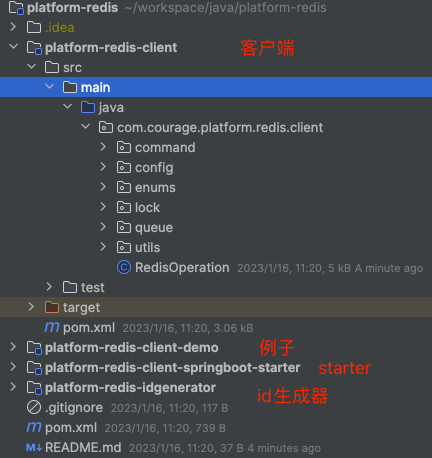 platform-redis ~/workspace/java/platform-redis
.idea
platform-redis-client 客户端
src
main
java
com.courage.platform.redis.client
command
config
enums
lock
queue
utils
RedisOperation 2023/1/16, 11:20, 5 kB A minute ago
test
target
pom.xml 2023/1/16, 11:20, 3.06 kB
platform-redis-client-demo 例子
platform-redis-client-springboot-starter starter
platform-redis-idgenerator id生成器
.gitignore 2023/1/16, 11:20, 117 B
pom.xml 2023/1/16, 11:20, 739 B
README.md 2023/1/16, 11:20, 37 B 4 minutes ago